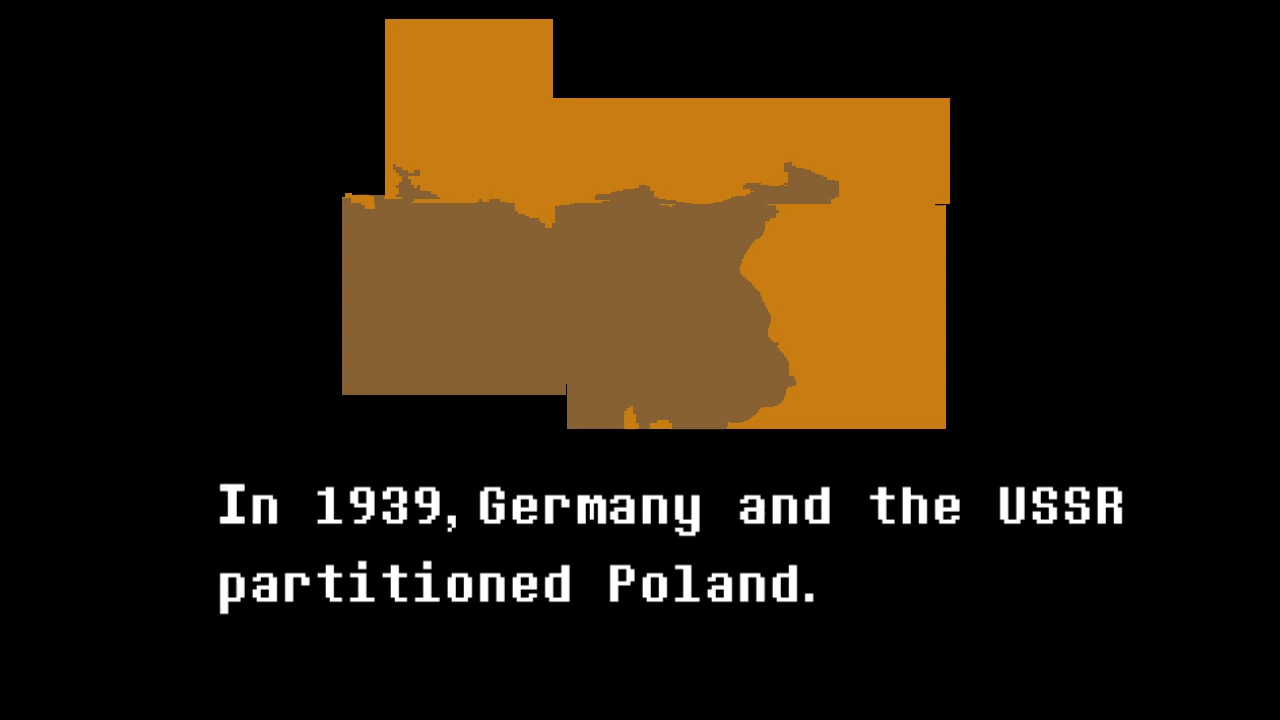 In 1939, Germany and the USSR
partitioned Poland.